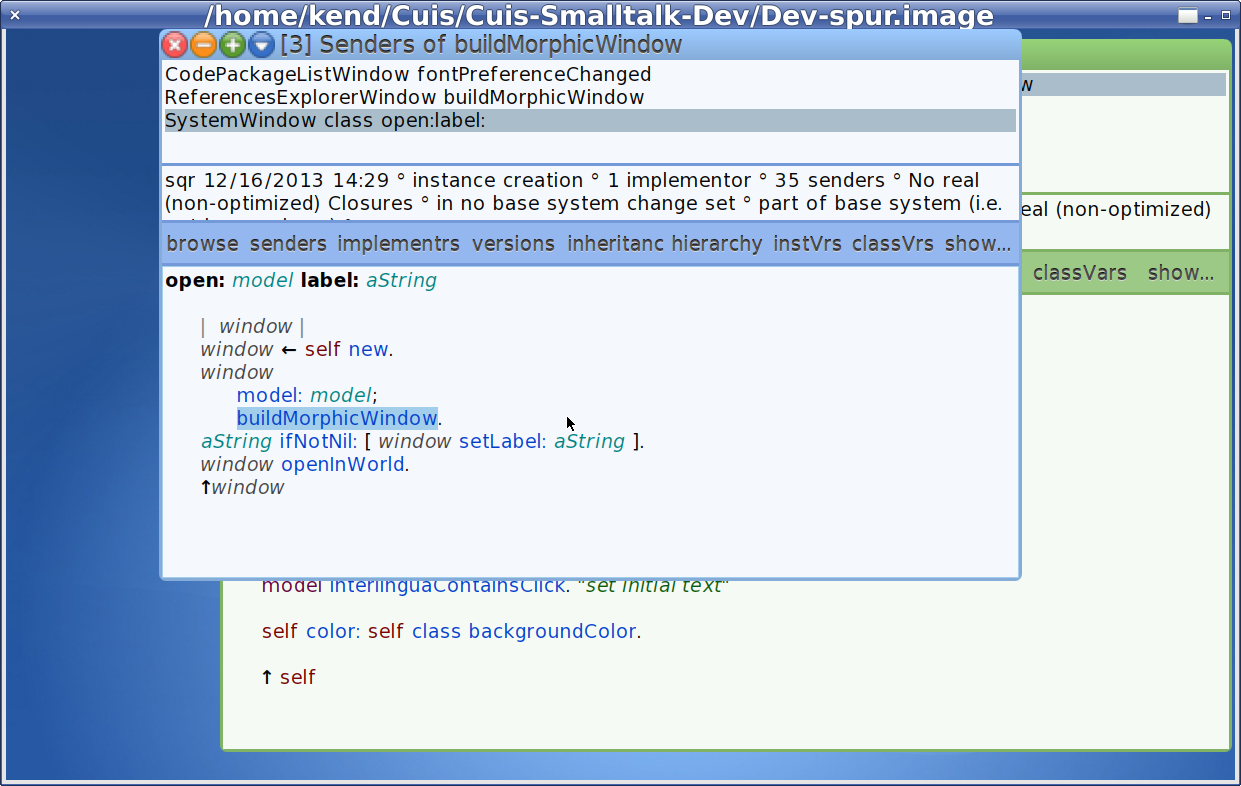 /home/kend/Cuis/Cuis-Smalltalk-Dev/Dev-spur.image
[3] Senders of buildMorphicWindow
CodePackageListWindow fontPreferenceChanged
ReferencesExplorerWindow buildMorphicWindow
SystemWindow class open:label:
sqr 12/16/2013 14:29 ° instance creation ° 1 implementor ° 35 senders ° No real
(non-optimized) Closures ° in no base system change set ° part of base system (i.e.
browse senders implementrs versions inheritanc hierarchy instVrs classVrs show...
open: model label: aString
| window |
window ← self new.
window
model: model;
buildMorphicWindow.
aString ifNotNil: [ window setLabel: aString ].
window openInWorld.
↑window
(non-optimized)
classVars show...
model interlinguaContainsClick. "set initial text"
self color: self class backgroundColor.
↑ self